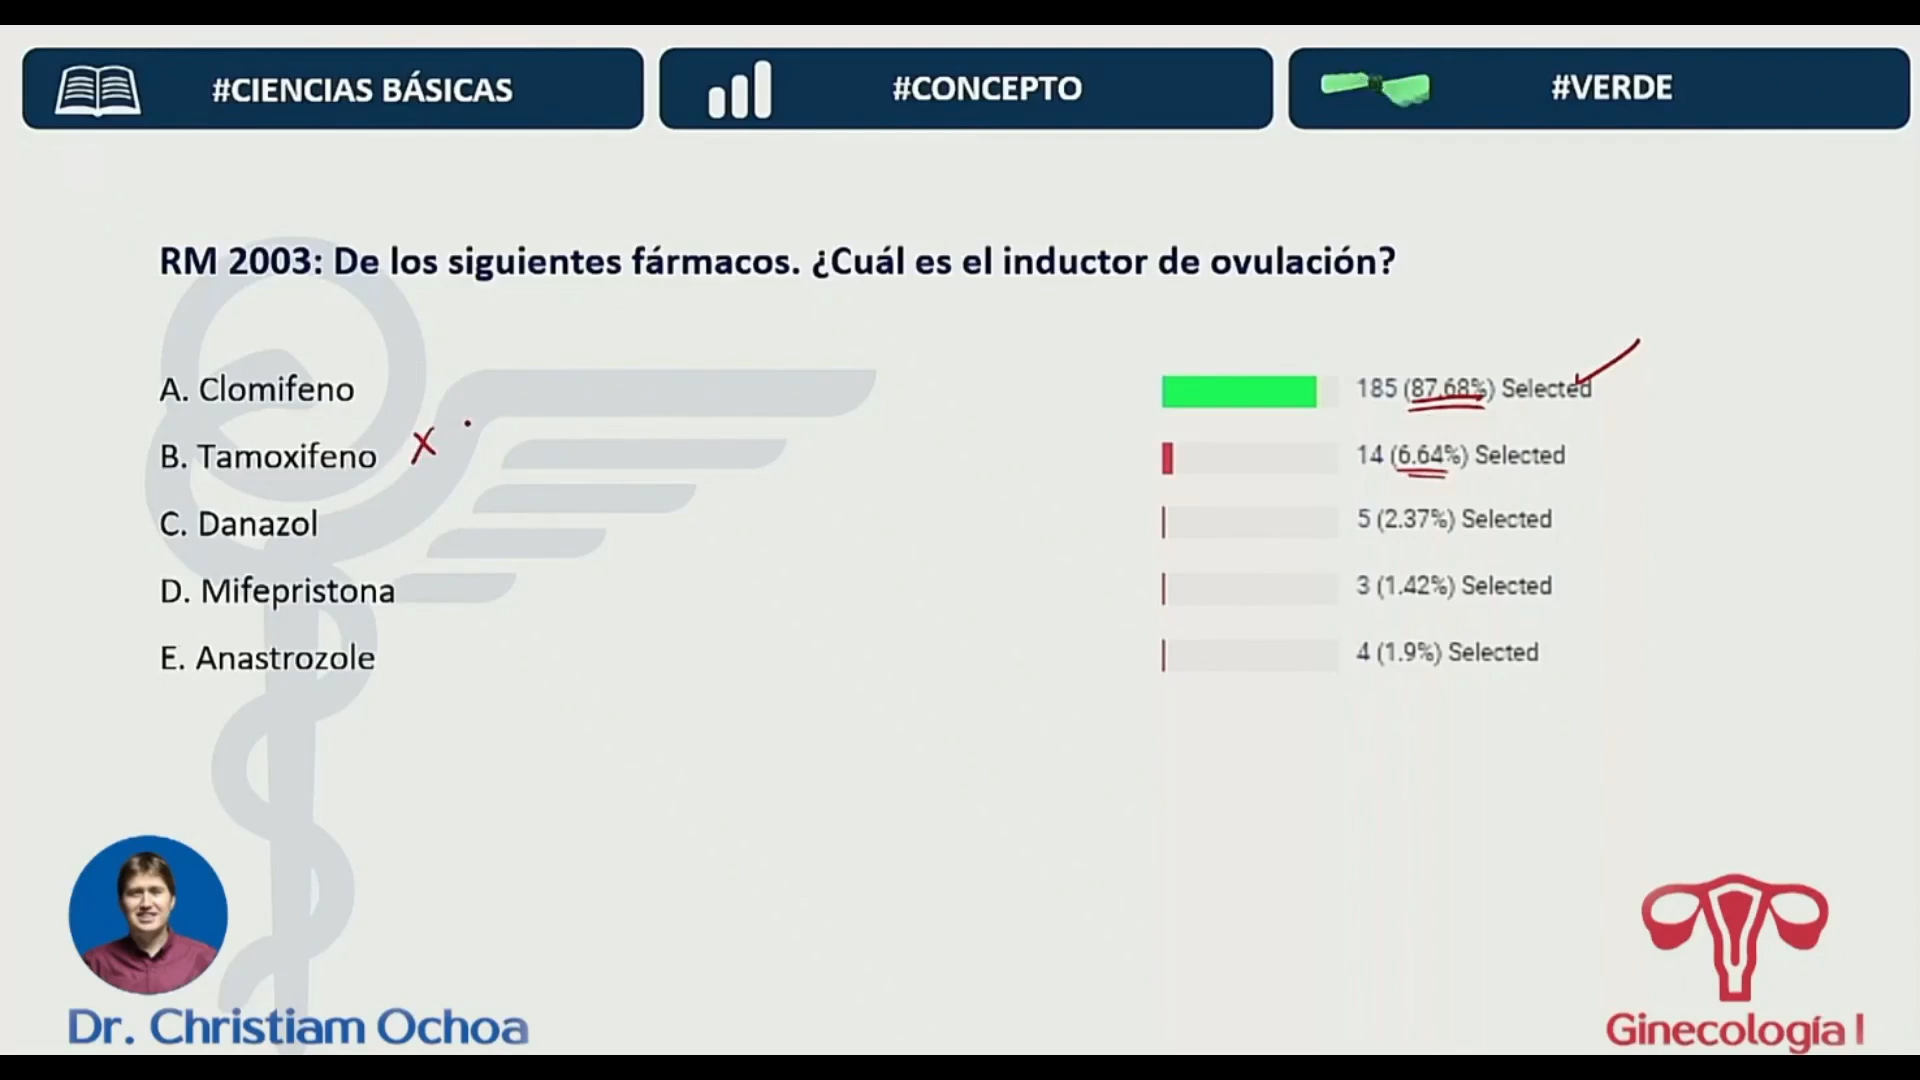 #CIENCIAS BÁSICAS
#CONCEPTO
#VERDE
RM 2003: De los siguientes fármacos. ¿Cuál es el inductor de ovulación?
A. Clomifeno
185 (87.68%) Selected
B. Tamoxifeno
14 (6.64%) Selected
C. Danazol
5 (2.37%) Selected
D. Mifepristona
3 (1.42%) Selected
E. Anastrozole
4 (1.9%) Selected
Dr. Christiam Ochoa
Ginecología I